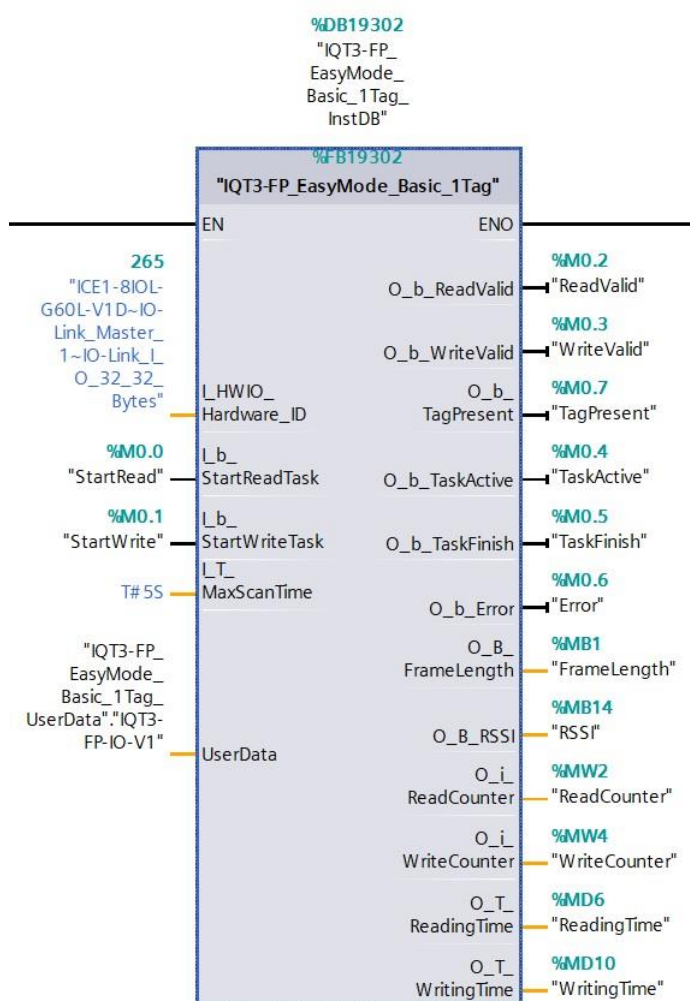 %DB19302
"IQT3-FP_
EasyMode_
Basic_1Tag_
InstDB"
%FB19302
"IQT3-FP_EasyMode_Basic_1Tag"
EN
ENO
265
"ICE1-8IOL-
G60L-V1D~IO-
Link_Master_
1~IO-Link_I_
O_32_32_
Bytes"
I_HWIO_
Hardware_ID
%M0.0
"StartRead"
I_b_
StartReadTask
%M0.1
"StartWrite"
I_b_
StartWriteTask
T#5S
I_T_
MaxScanTime
"IQT3-FP_
EasyMode_
Basic_1Tag_
UserData"."IQT3-
FP-IO-V1"
UserData
O_b_ReadValid
%M0.2
"ReadValid"
O_b_WriteValid
%M0.3
"WriteValid"
O_b_
TagPresent
%M0.7
"TagPresent"
O_b_TaskActive
%M0.4
"TaskActive"
O_b_TaskFinish
%M0.5
"TaskFinish"
O_b_Error
%M0.6
"Error"
O_B_
FrameLength
%MB1
"FrameLength"
O_B_RSSI
%MB14
"RSSI"
O_i_
ReadCounter
%MW2
"ReadCounter"
O_i_
WriteCounter
%MW4
"WriteCounter"
O_T_
ReadingTime
%MD6
"ReadingTime"
O_T_
WritingTime
%MD10
"WritingTime"